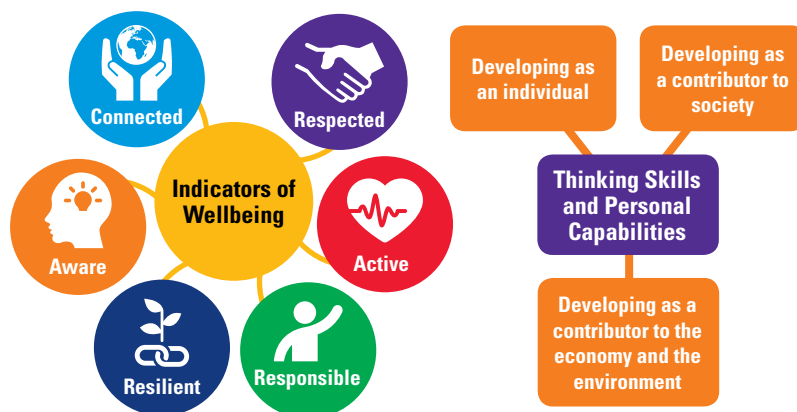 Connected
Respected
Indicators of
Wellbeing
Aware
Active
Resilient
Responsible
Developing as
an individual
Developing as
a contributor to
society
Thinking Skills
and Personal
Capabilities
Developing as a
contributor to the
economy and the
environment